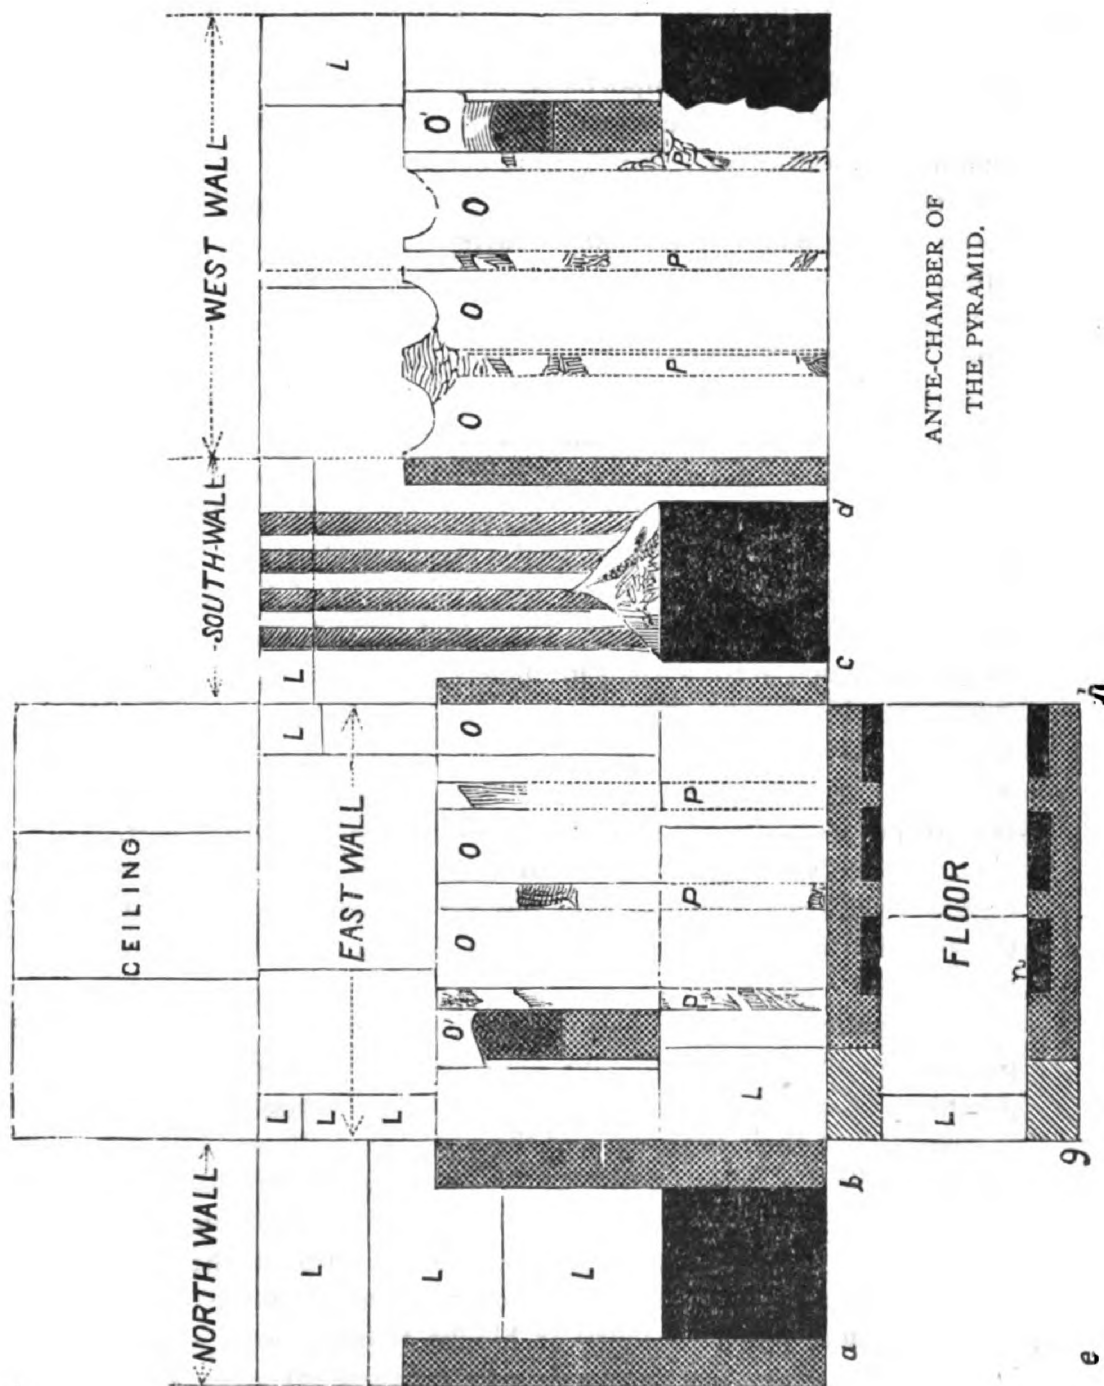 NORTH WALL
EAST WALL
SOUTH-WALL
WEST WALL
CEILING
L
L
L
L
L
L
L
L
L
L
O'
O
O
O
P
P
P
L
O
O
O
O'
P
P
P
a
b
c
d
FLOOR
L
n
g
e
ANTE-CHAMBER OF
THE PYRAMID.